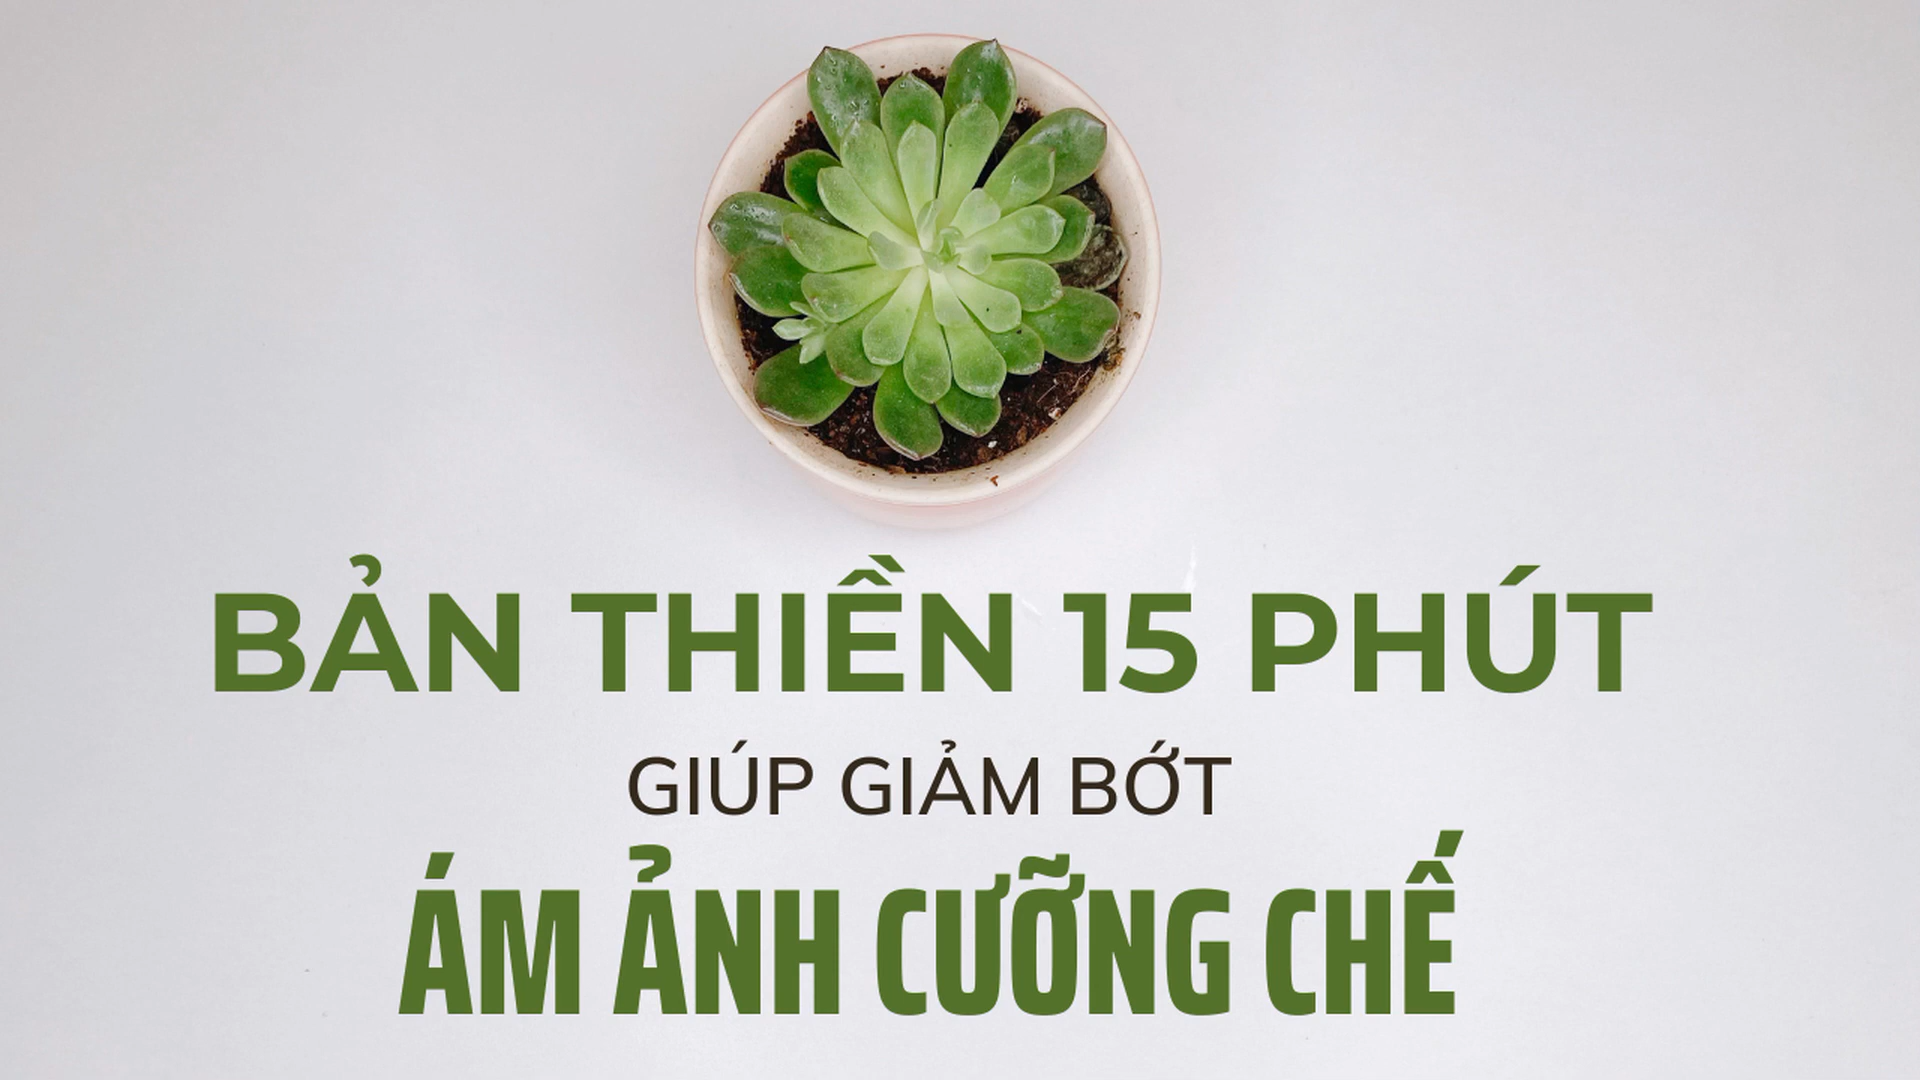 BẢN THIỀN 15 PHÚT
GIÚP GIẢM BỚT
ÁM ẢNH CƯỠNG CHẾ